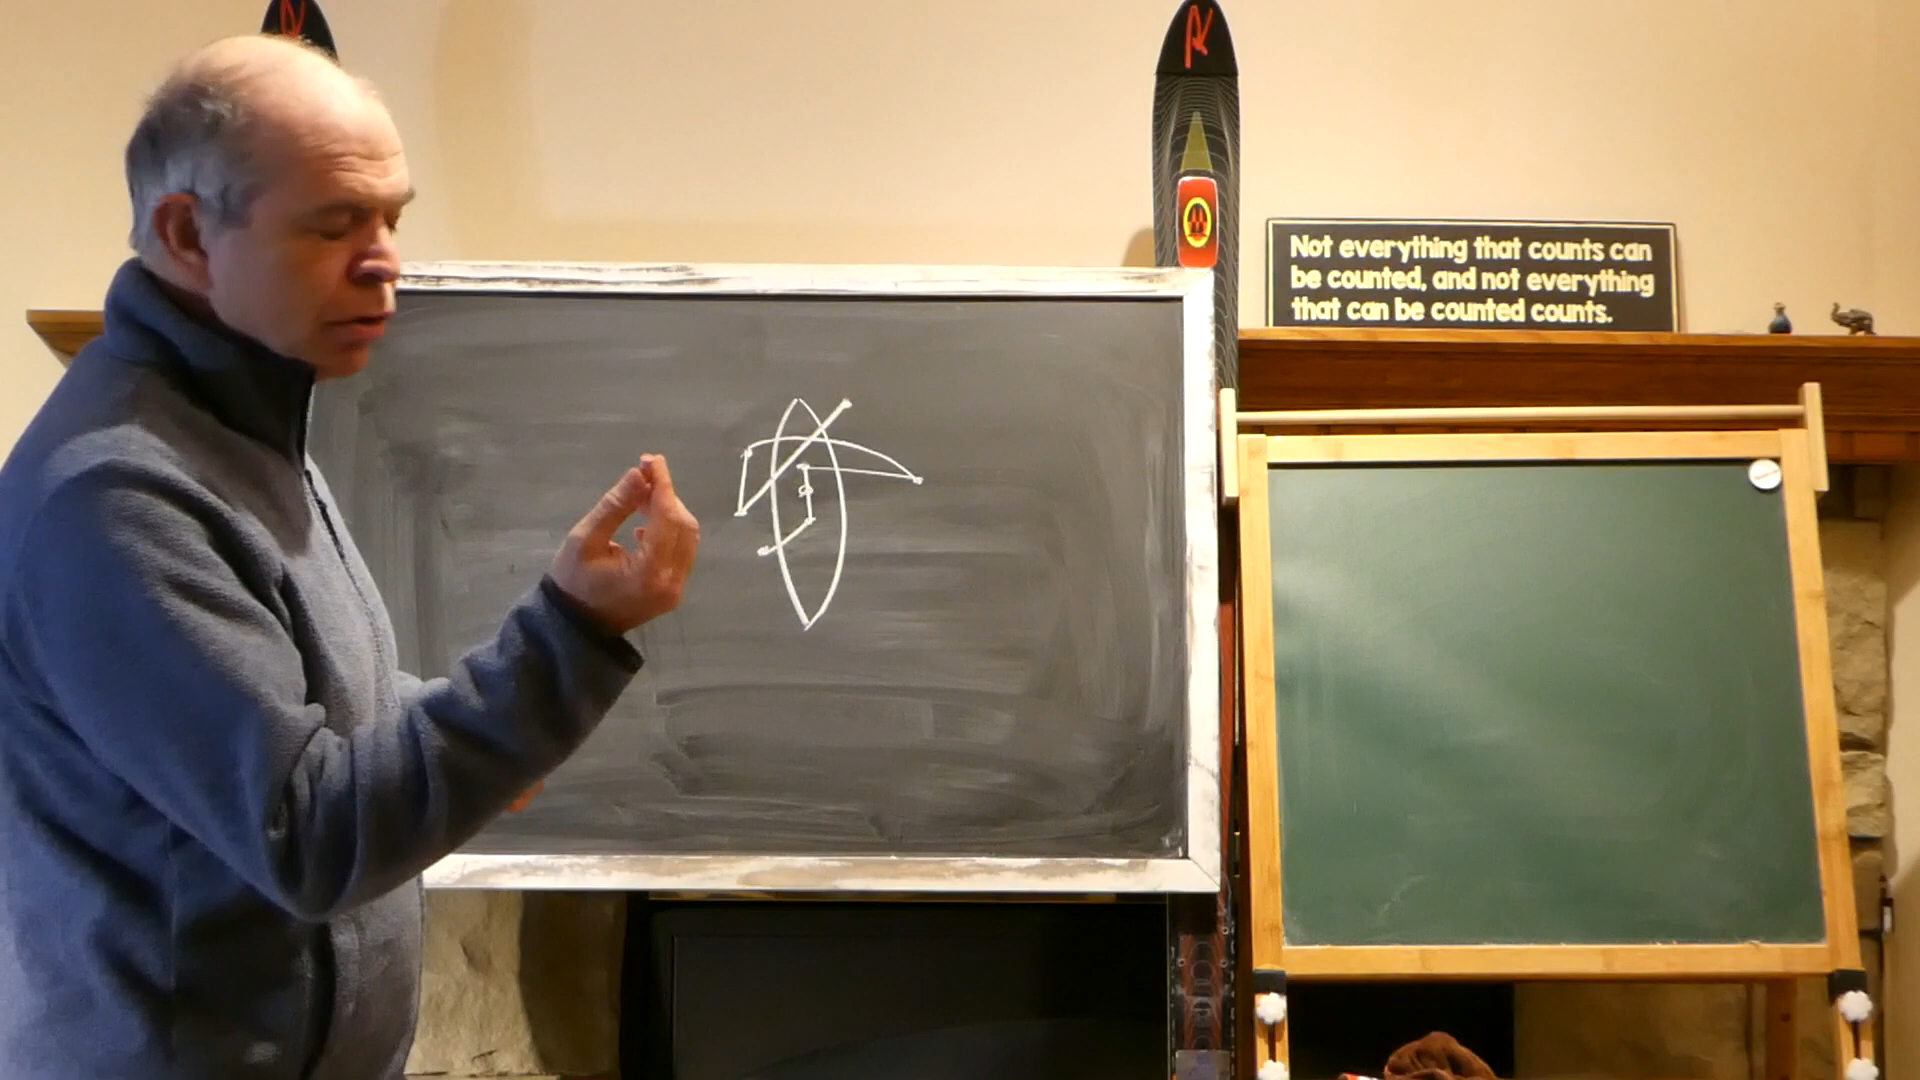 Not everything that counts can
be counted, and not everything
that can be counted counts.